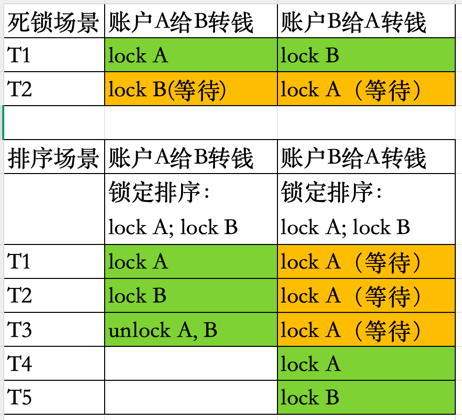 死锁场景 账户A给B转钱 账户B给A转钱
T1 lock A lock B
T2 lock B(等待) lock A（等待）
排序场景 账户A给B转钱 账户B给A转钱
锁定排序： 锁定排序：
lock A; lock B lock A; lock B
T1 lock A lock A（等待）
T2 lock B lock A（等待）
T3 unlock A, B lock A（等待）
T4 lock A
T5 lock B